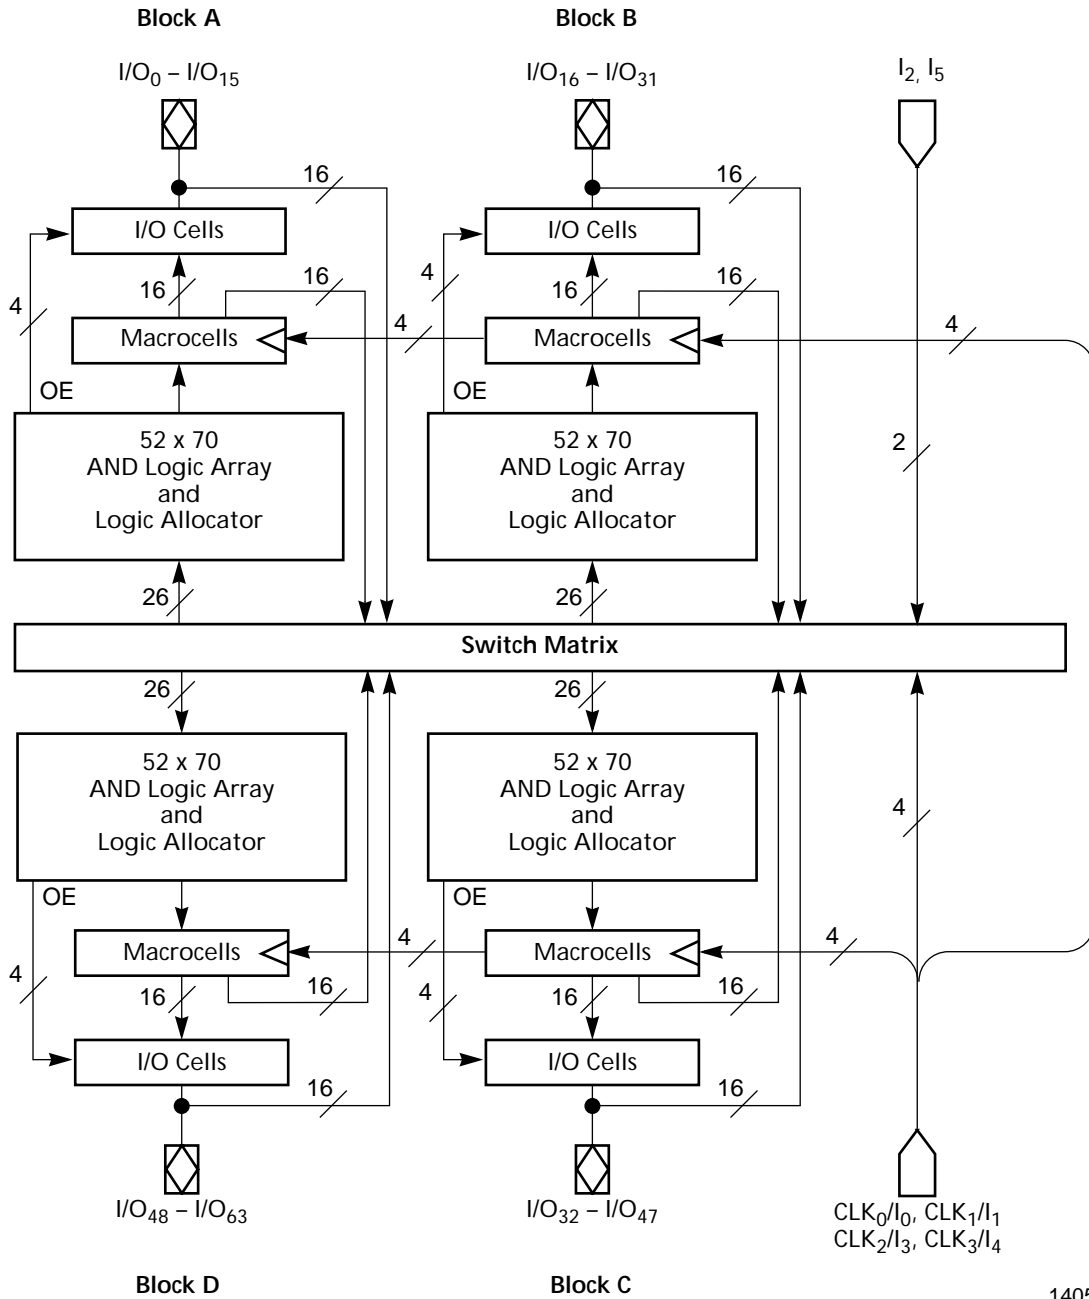 Block A
Block B
I/O0 – I/O15
I/O16 – I/O31
I2, I5
16
16
I/O Cells
I/O Cells
4
16
16
4
16
16
4
4
Macrocells
Macrocells
OE
OE
52 x 70
AND Logic Array
and
Logic Allocator
52 x 70
AND Logic Array
and
Logic Allocator
2
26
26
Switch Matrix
26
26
52 x 70
AND Logic Array
and
Logic Allocator
52 x 70
AND Logic Array
and
Logic Allocator
4
OE
OE
Macrocells
4
Macrocells
4
4
16
16
4
16
16
I/O Cells
I/O Cells
16
16
I/O48 – I/O63
I/O32 – I/O47
CLK0/I0, CLK1/I1
CLK2/I3, CLK3/I4
Block D
Block C
1405